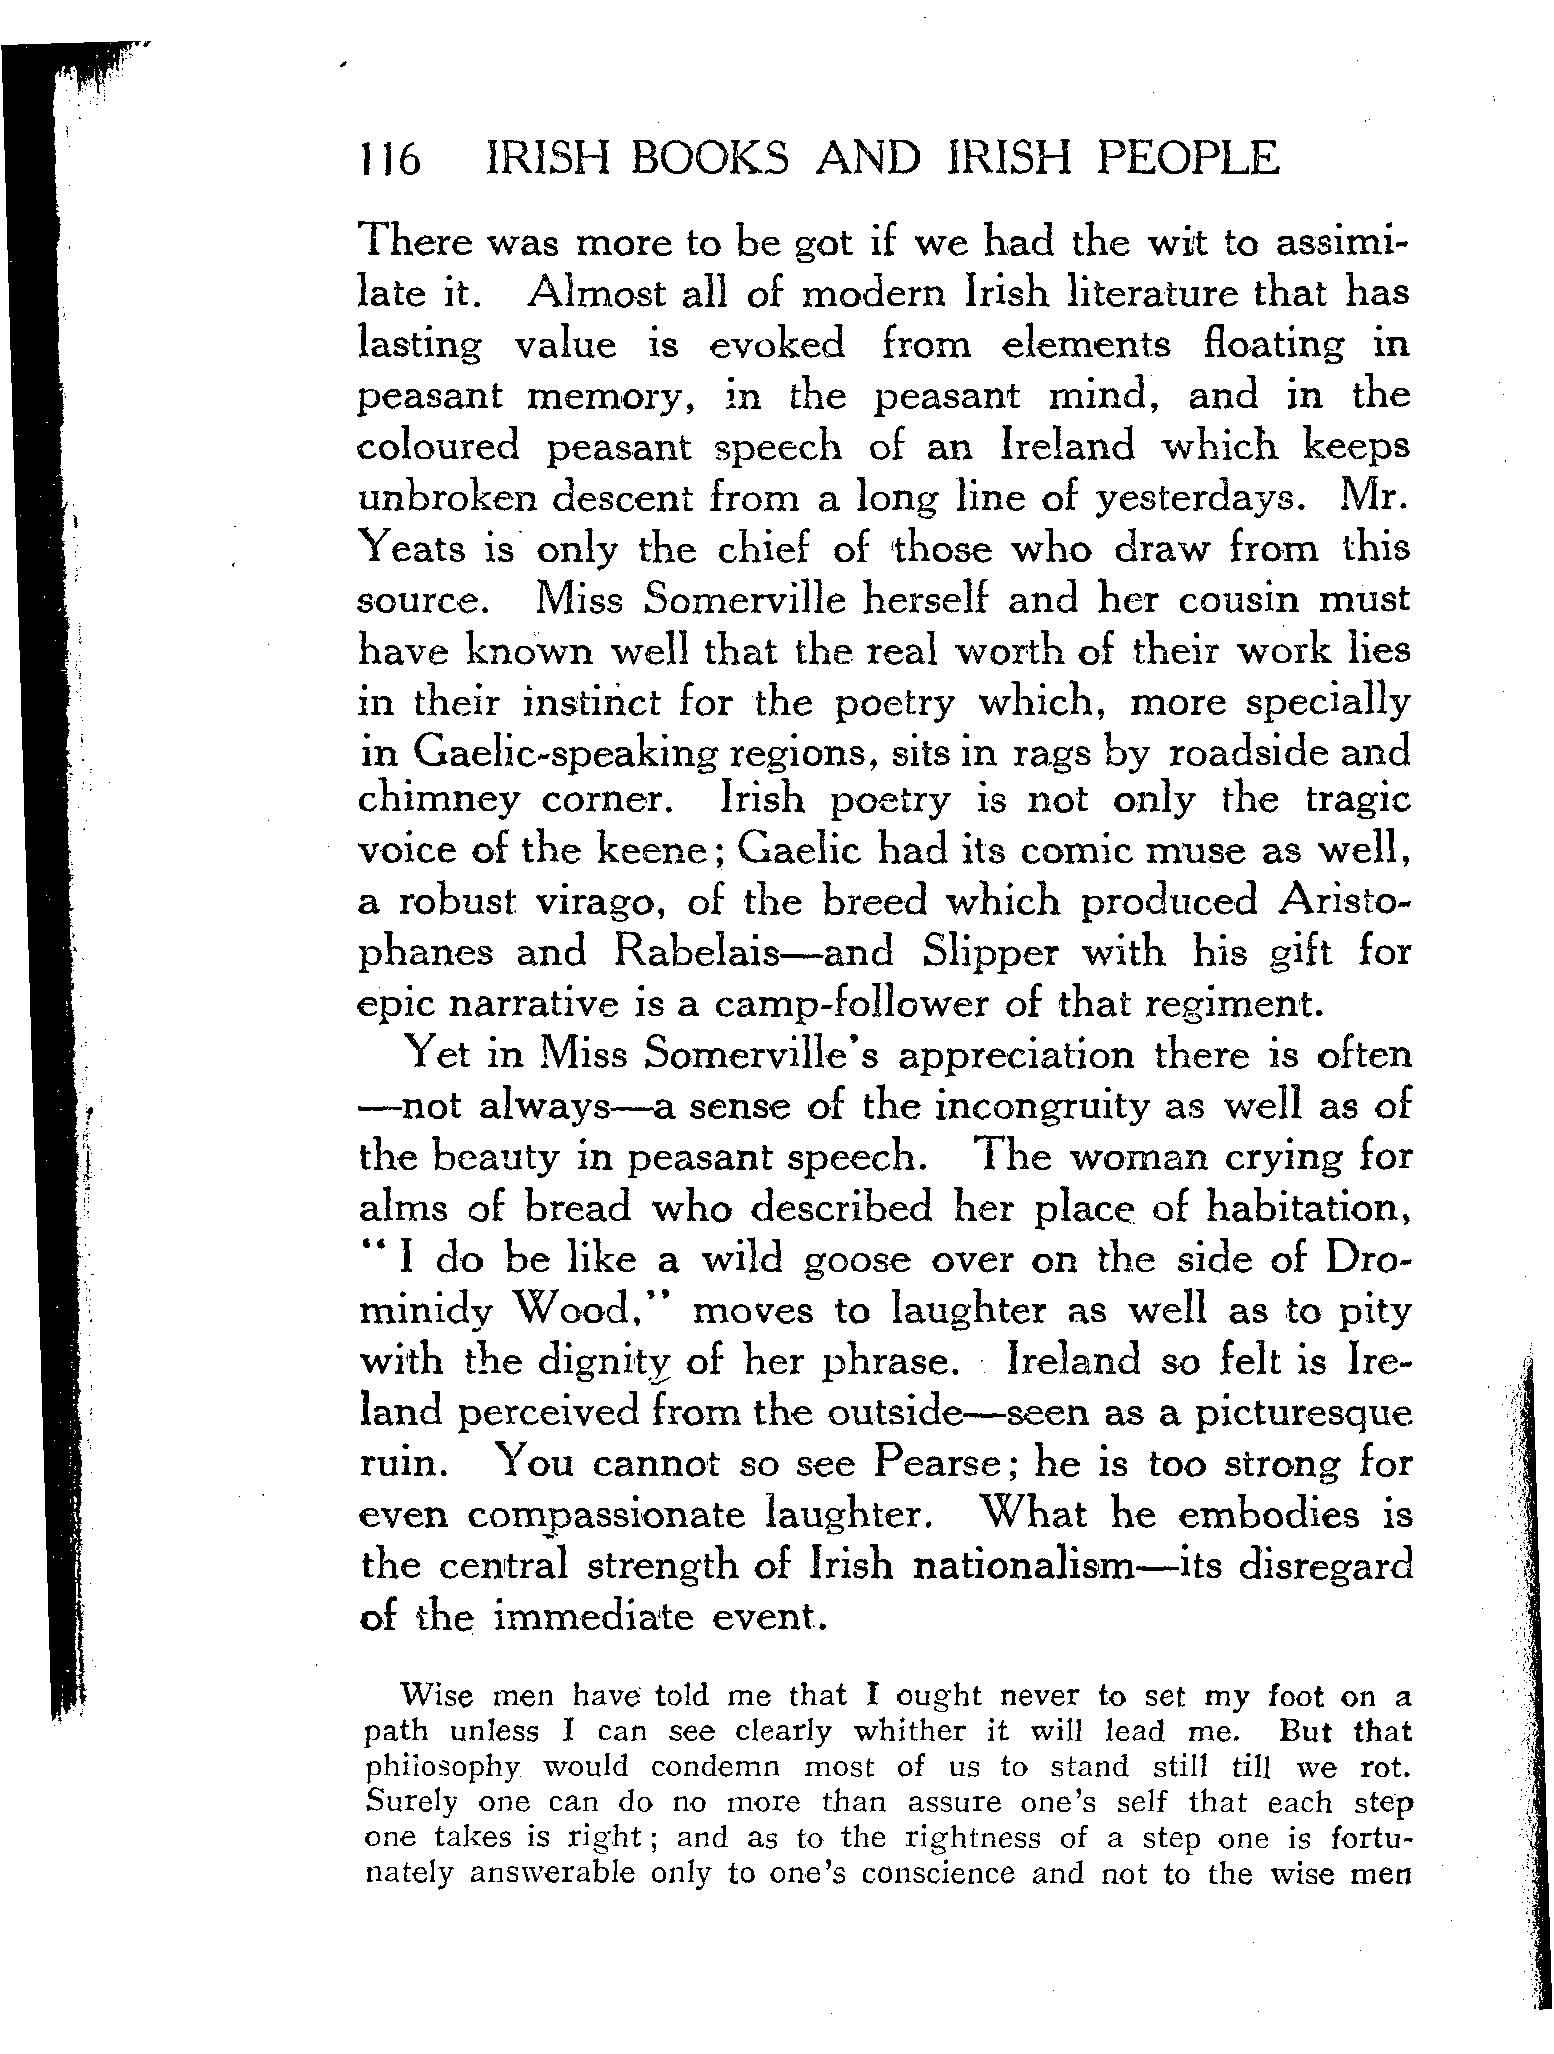 116 IRISH BOOKS AND IRISH PEOPLE
There was more to be got if we had the wit to assimi-
late it. Almost all of modern Irish literature that has
lasting value is evoked from elements floating in
peasant memory, in the peasant mind, and in the
coloured peasant speech of an Ireland which keeps
unbroken descent from a long line of yesterdays. Mr.
Yeats is only the chief of those who draw from this
source. Miss Somerville herself and her cousin must
have known well that the real worth of their work lies
in their instinct for the poetry which, more specially
in Gaelic-speaking regions, sits in rags by roadside and
chimney corner. Irish poetry is not only the tragic
voice of the keene; Gaelic had its comic muse as well,
a robust virago, of the breed which produced Aristo-
phanes and Rabelais—and Slipper with his gift for
epic narrative is a camp-follower of that regiment.
Yet in Miss Somerville's appreciation there is often
—not always—a sense of the incongruity as well as of
the beauty in peasant speech. The woman crying for
alms of bread who described her place of habitation,
“I do be like a wild goose over on the side of Dro-
minidy Wood,” moves to laughter as well as to pity
with the dignity of her phrase. Ireland so felt is Ire-
land perceived from the outside—seen as a picturesque
ruin. You cannot so see Pearse; he is too strong for
even compassionate laughter. What he embodies is
the central strength of Irish nationalism—its disregard
of the immediate event.
Wise men have told me that I ought never to set my foot on a
path unless I can see clearly whither it will lead me. But that
philosophy would condemn most of us to stand still till we rot.
Surely one can do no more than assure one's self that each step
one takes is right; and as to the rightness of a step one is fortu-
nately answerable only to one's conscience and not to the wise men